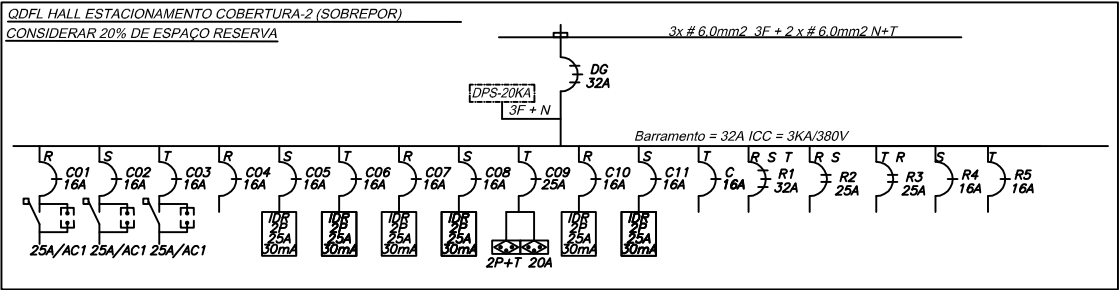 QDFL HALL ESTACIONAMENTO COBERTURA-2 (SOBREPOR)
CONSIDERAR 20% DE ESPAÇO RESERVA
3x # 6.0mm2 3F + 2 x # 6.0mm2 N+T
DG
32A
DPS-20KA
3F + N
Barramento = 32A ICC = 3KA/380V
R S T R S T R S T R S T R S T R S T R S T
C01 C02 C03 C04 C05 C06 C07 C08 C09 C10 C11 C R1 R2 R3 R4 R5
16A 16A 16A 16A 16A 16A 16A 16A 25A 16A 16A 16A 32A 25A 25A 16A 16A
IDR IDR IDR IDR IDR IDR
2P 2P 2P 2P 2P 2P
25A 25A 25A 25A 25A 25A
30mA 30mA 30mA 30mA 30mA 30mA
25A/AC1 25A/AC1 25A/AC1
2P+T 20A